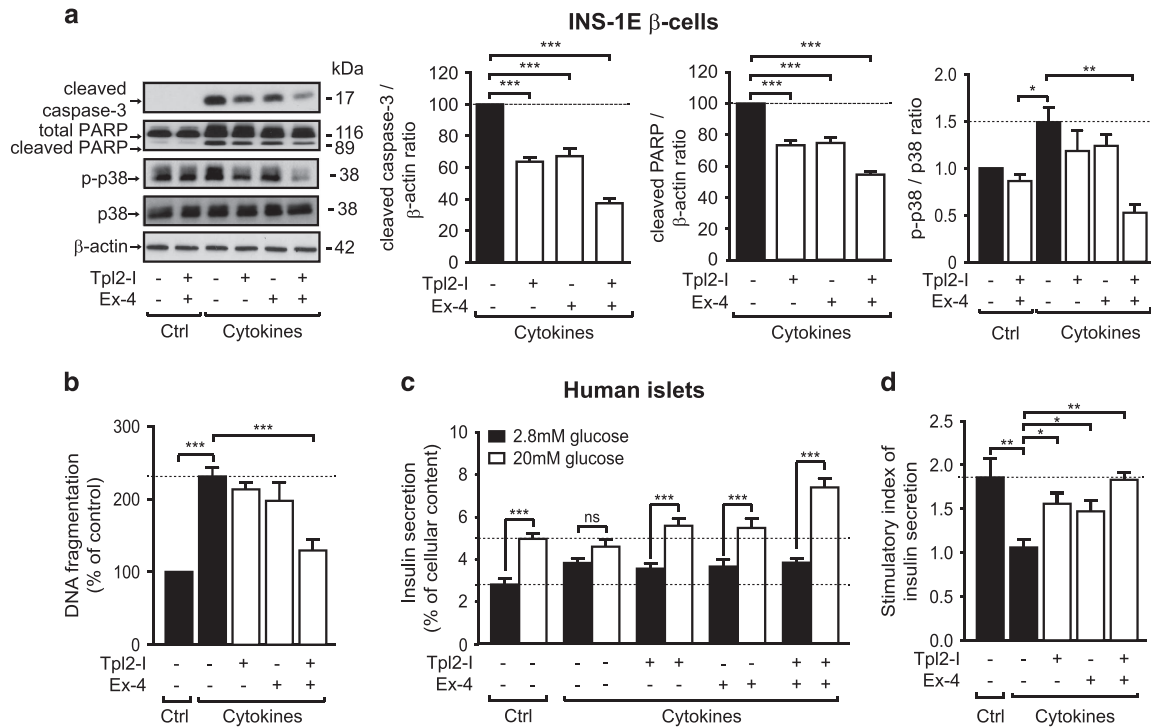 a
INS-1E β-cells
kDa
cleaved
caspase-3
total PARP
cleaved PARP
p-p38
p38
β-actin
-17
-116
-89
-38
-38
-42
Tpl2-I
- + - + - +
Ex-4
- + - - + +
Ctrl
Cytokines
cleaved caspase-3 /
β-actin ratio
120
100
80
60
40
20
0
***
***
***
Tpl2-I
- + - +
Ex-4
- - + +
Cytokines
cleaved PARP /
β-actin ratio
120
100
80
60
40
20
0
***
***
***
Tpl2-I
- + - +
Ex-4
- - + +
Cytokines
p-p38 / p38 ratio
2.0
1.5
1.0
0.5
0
*
**
Tpl2-I
- + - + - +
Ex-4
- + - - + +
Ctrl
Cytokines
b
DNA fragmentation
(% of control)
300
200
100
0
***
***
Tpl2-I
- - + - +
Ex-4
- - - + +
Ctrl
Cytokines
c
Human islets
Insulin secretion
(% of cellular content)
10
8
6
4
2
0
2.8mM glucose
20mM glucose
***
ns
***
***
***
Tpl2-I
- - - - + + - - + +
Ex-4
- - - - - - + + + +
Ctrl
Cytokines
d
Stimulatory index of
insulin secretion
2.5
2.0
1.5
1.0
0.5
0.0
**
*
*
**
Tpl2-I
- - + - +
Ex-4
- - - + +
Ctrl
Cytokines